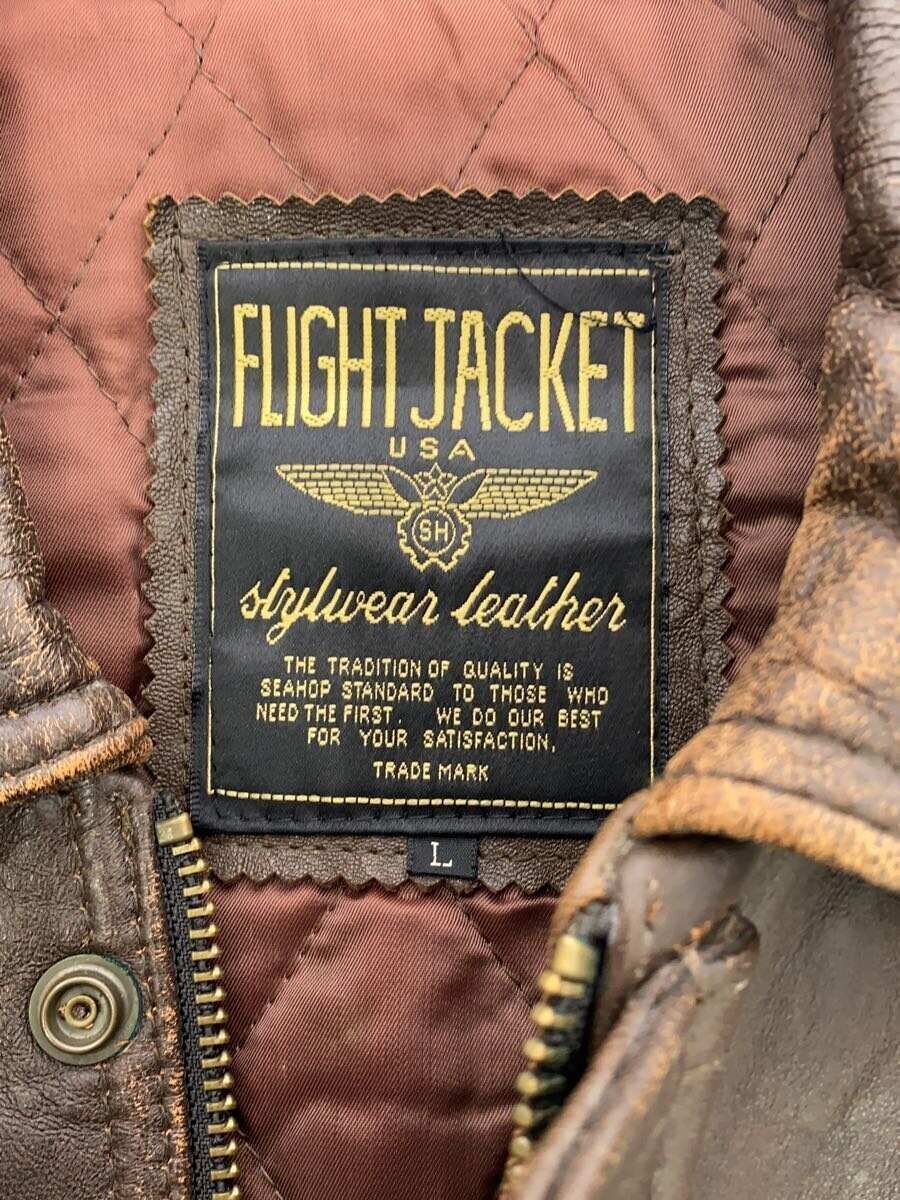 FLIGHT JACKET
USA
SH
stylwear leather
THE TRADITION OF QUALITY IS
SEAHOP STANDARD TO THOSE WHO
NEED THE FIRST. WE DO OUR BEST
FOR YOUR SATISFACTION,
TRADE MARK
L